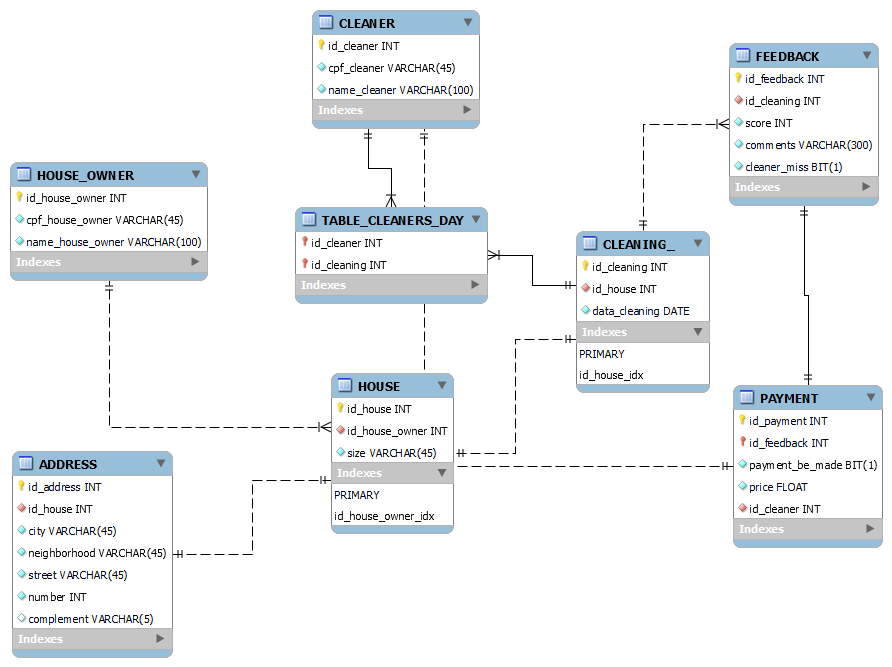 CLEANER
id_cleaner INT
cpf_cleaner VARCHAR(45)
name_cleaner VARCHAR(100)
Indexes
FEEDBACK
id_feedback INT
id_cleaning INT
score INT
comments VARCHAR(300)
cleaner_miss BIT(1)
Indexes
HOUSE_OWNER
id_house_owner INT
cpf_house_owner VARCHAR(45)
name_house_owner VARCHAR(100)
Indexes
TABLE_CLEANERS_DAY
id_cleaner INT
id_cleaning INT
Indexes
CLEANING_
id_cleaning INT
id_house INT
data_cleaning DATE
Indexes
PRIMARY
id_house_idx
HOUSE
id_house INT
id_house_owner INT
size VARCHAR(45)
Indexes
PRIMARY
id_house_owner_idx
PAYMENT
id_payment INT
id_feedback INT
payment_be_made BIT(1)
price FLOAT
id_cleaner INT
Indexes
ADDRESS
id_address INT
id_house INT
city VARCHAR(45)
neighborhood VARCHAR(45)
street VARCHAR(45)
number INT
complement VARCHAR(5)
Indexes